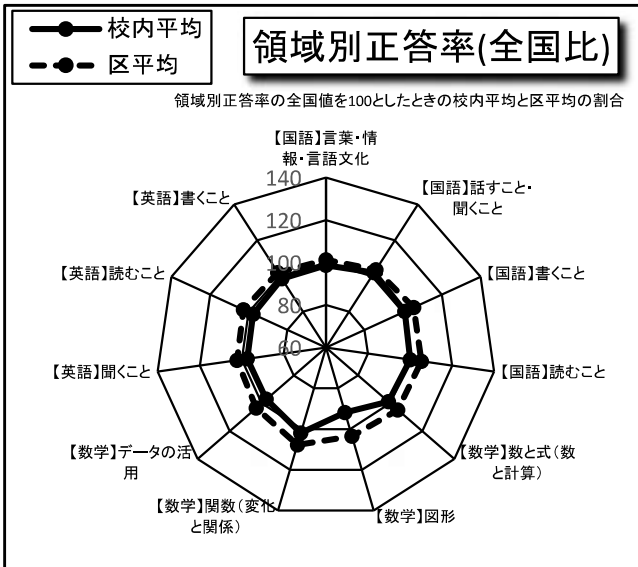 校内平均
区平均
領域別正答率(全国比)
領域別正答率の全国値を100としたときの校内平均と区平均の割合
【国語】言葉・情
報・言語文化
【国語】話すこと・
聞くこと
【国語】書くこと
【国語】読むこと
【数学】数と式(数
と計算)
【数学】図形
【数学】関数(変化
と関係)
【数学】データの活
用
【英語】聞くこと
【英語】読むこと
【英語】書くこと
140
120
100
80
60